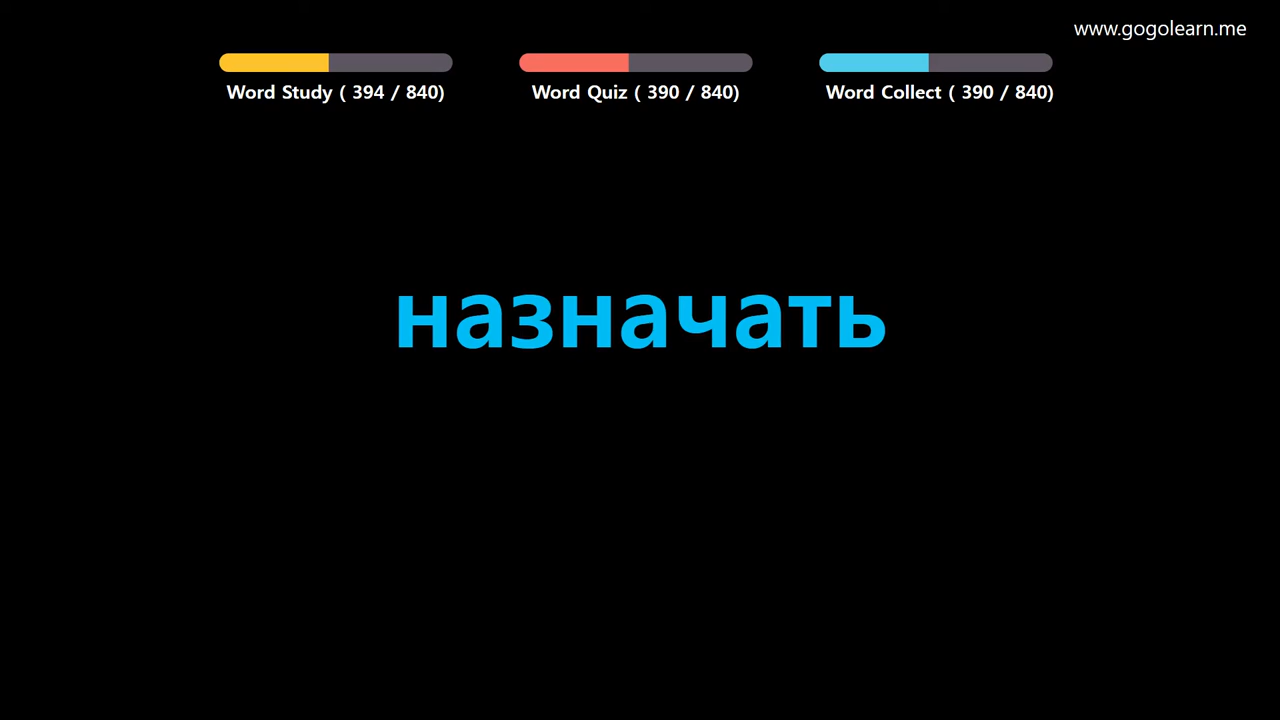 www.gogolearn.me
Word Study ( 394 / 840)
Word Quiz ( 390 / 840)
Word Collect ( 390 / 840)
назначать